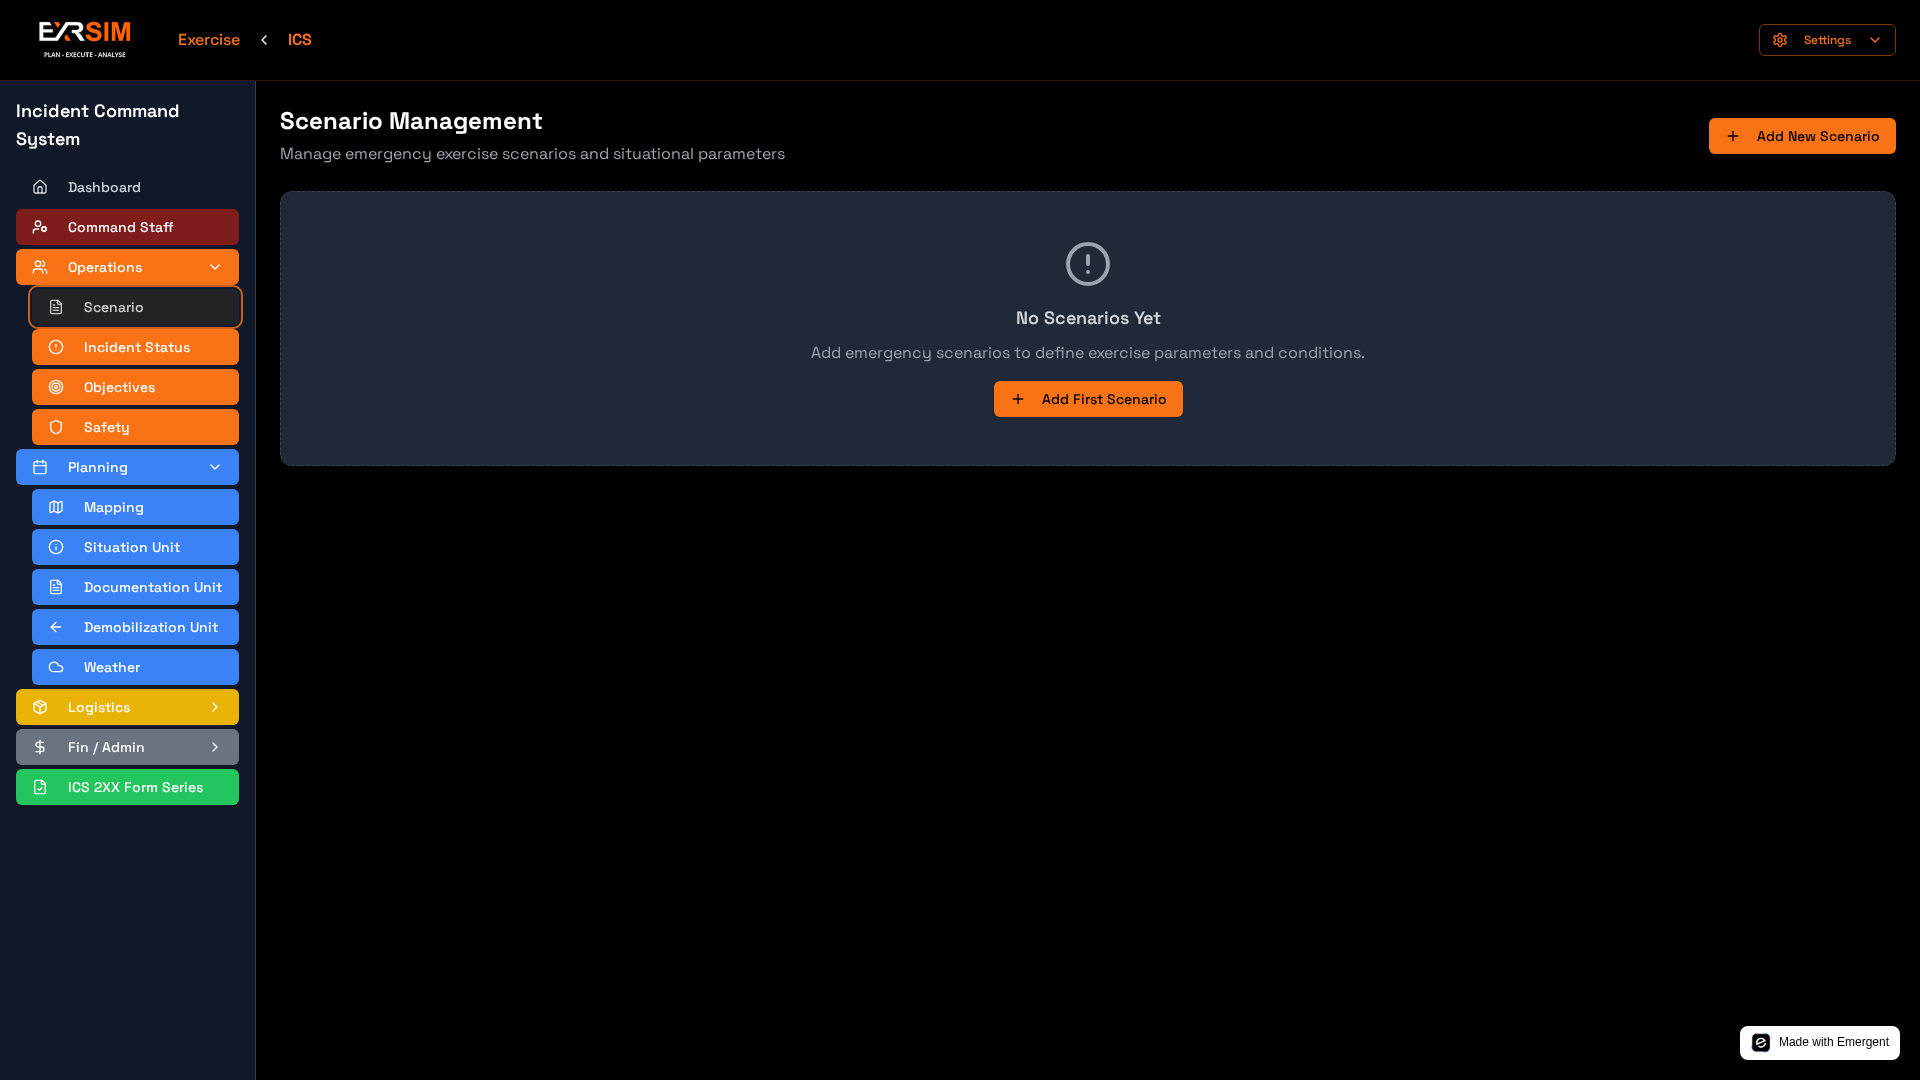 EXRSIM
PLAN - EXECUTE - ANALYSE
Exercise
ICS
Settings
Incident Command
System
Dashboard
Command Staff
Operations
Scenario
Incident Status
Objectives
Safety
Planning
Mapping
Situation Unit
Documentation Unit
Demobilization Unit
Weather
Logistics
Fin / Admin
ICS 2XX Form Series
Scenario Management
Manage emergency exercise scenarios and situational parameters
Add New Scenario
No Scenarios Yet
Add emergency scenarios to define exercise parameters and conditions.
Add First Scenario
Made with Emergent